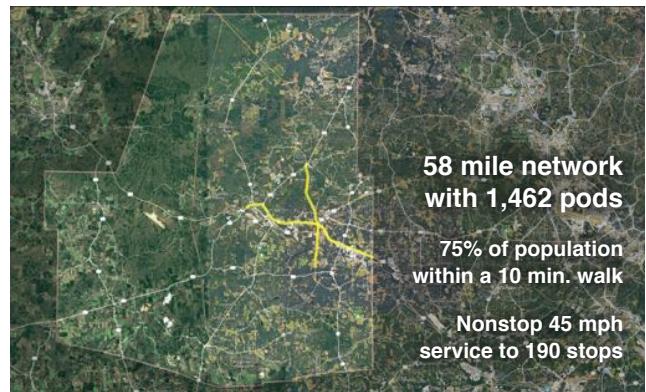 58 mile network
with 1,462 pods
75% of population
within a 10 min. walk
Nonstop 45 mph
service to 190 stops